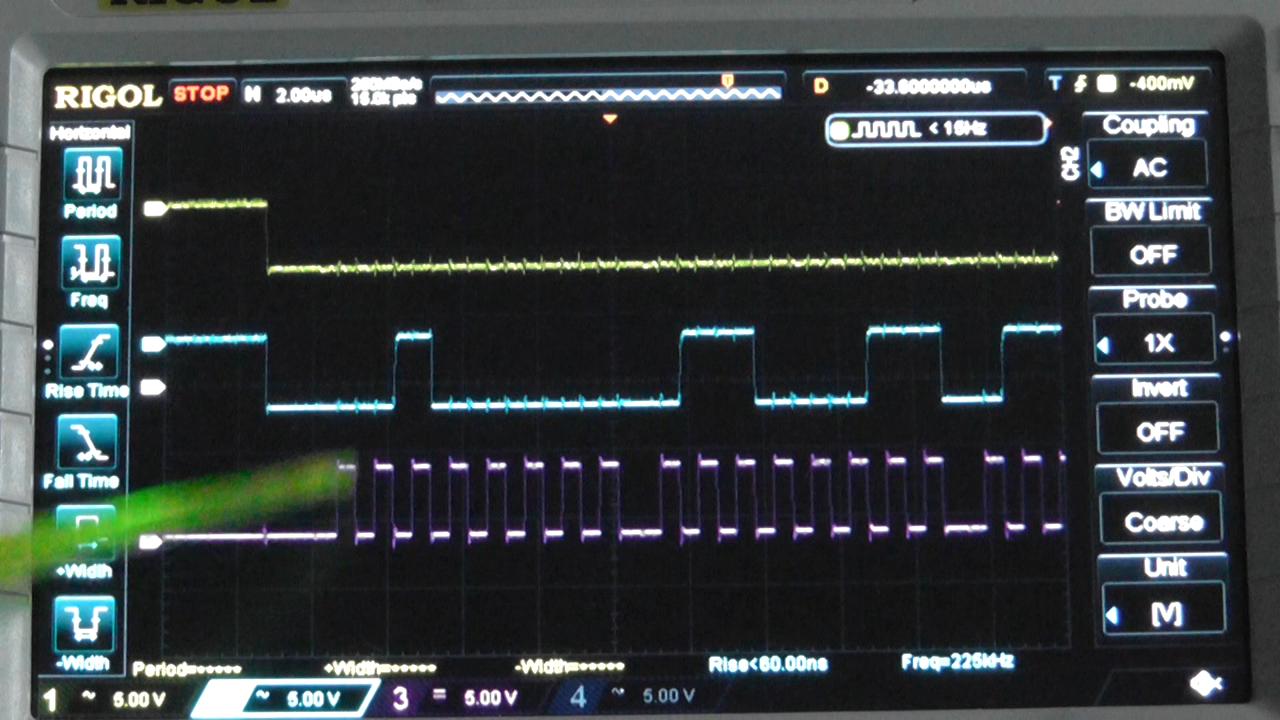 RIGOL
RIGOL STOP H 2.00us -33.6000000us T -400mV
D
Horizontal
Period
Freq
Rise Time
Fall Time
+Width
-Width
< 15Hz
CH2
Coupling
AC
BW Limit
OFF
Probe
1X
Invert
OFF
Volts/Div
Coarse
Unit
[V]
Period=***** +Width=***** -Width=***** Rise<60.00ns Freq=225kHz
1 ~ 5.00 V ~ 5.00 V 3 = 5.00 V 4 ~ 5.00 V